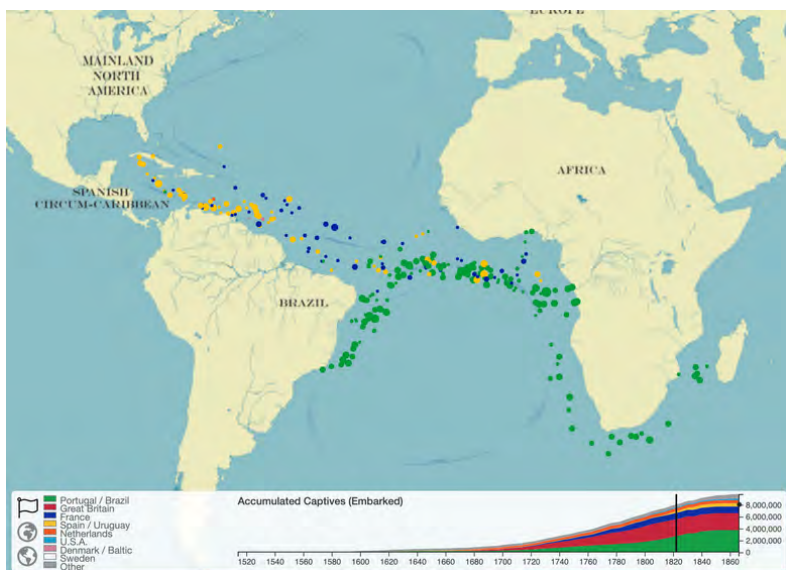 EUROPE
MAINLAND
NORTH
AMERICA
AFRICA
SPANISH
CIRCUM-CARIBBEAN
BRAZIL
Portugal / Brazil
Great Britain
France
Spain / Uruguay
Netherlands
U.S.A.
Denmark / Baltic
Sweden
Other
Accumulated Captives (Embarked)
8,000,000
6,000,000
4,000,000
2,000,000
0
1520 1540 1560 1580 1600 1620 1640 1660 1680 1700 1720 1740 1760 1780 1800 1820 1840 1860